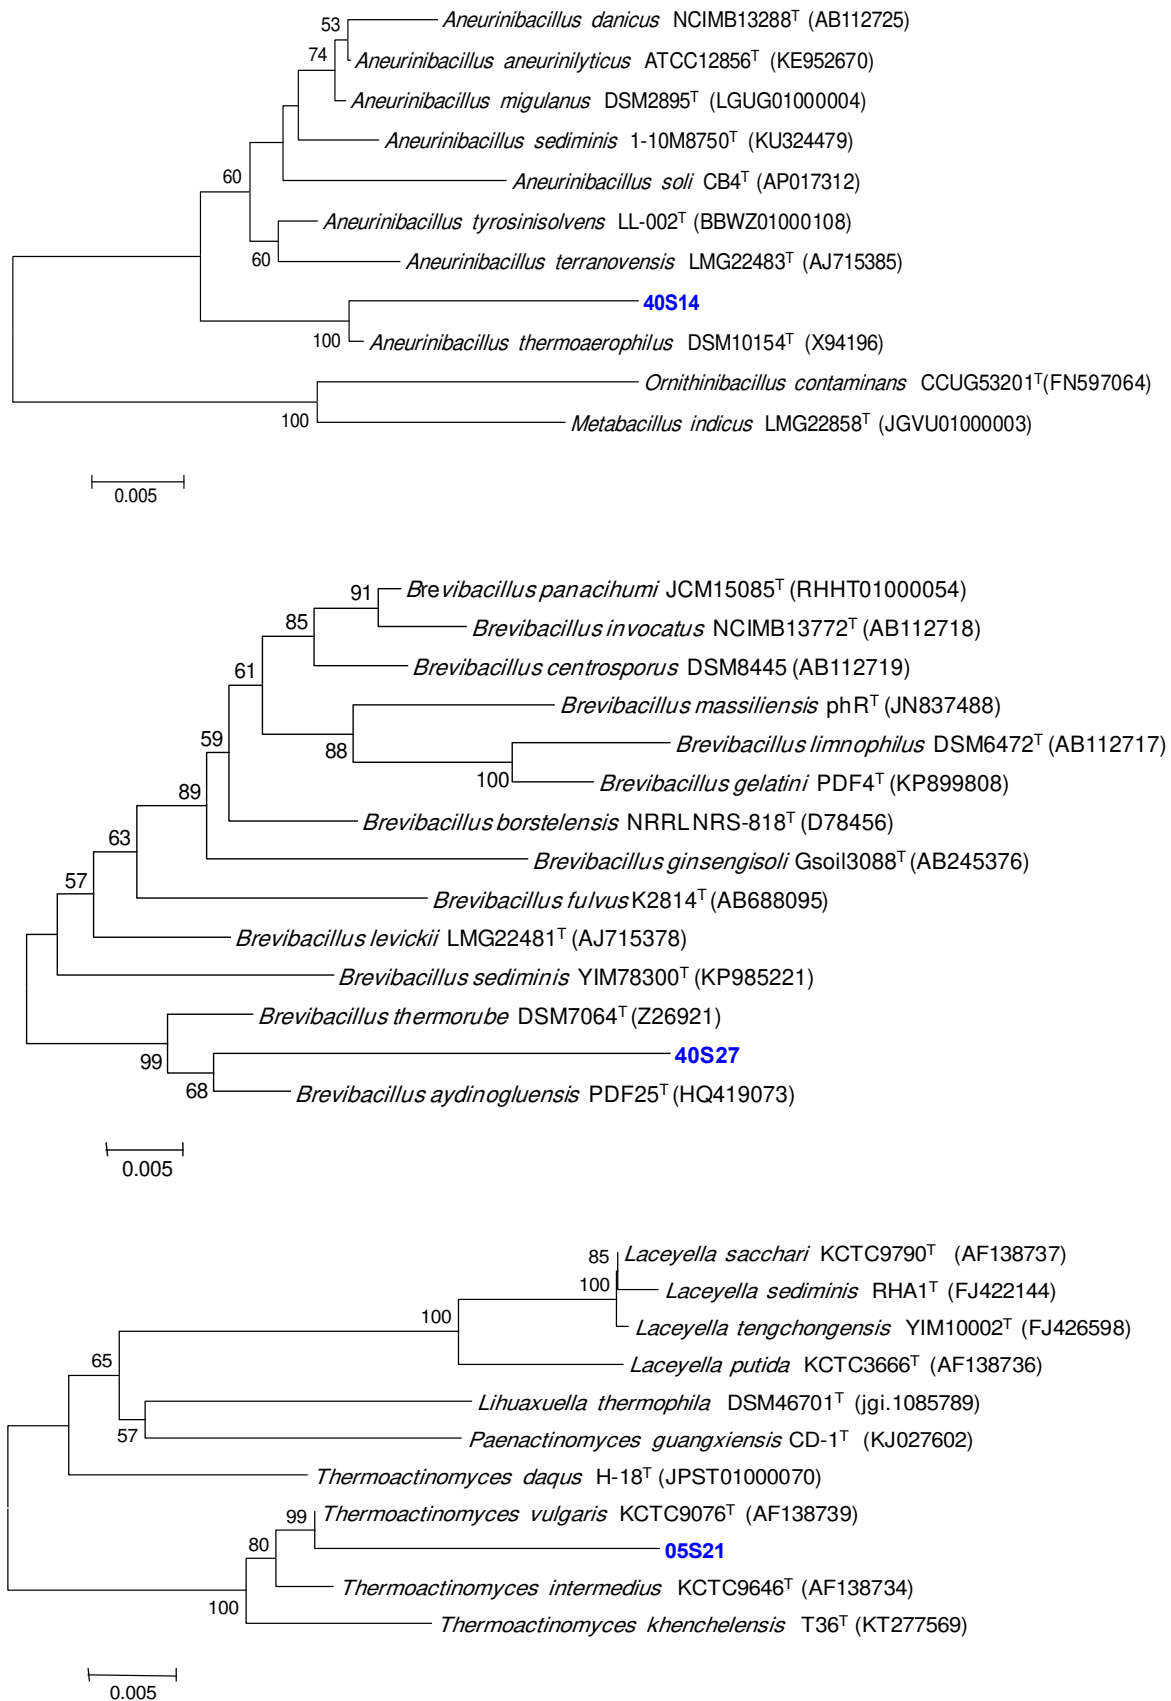 Aneurinibacillus danicus NCIMB13288ᵀ (AB112725)
53
74
Aneurinibacillus aneurinilyticus ATCC12856ᵀ (KE952670)
Aneurinibacillus migulanus DSM2895ᵀ (LGUG01000004)
Aneurinibacillus sediminis 1-10M8750ᵀ (KU324479)
60
Aneurinibacillus soli CB4ᵀ (AP017312)
Aneurinibacillus tyrosinisolvens LL-002ᵀ (BBWZ01000108)
60
Aneurinibacillus terranovensis LMG22483ᵀ (AJ715385)
40S14
100
Aneurinibacillus thermoaerophilus DSM10154ᵀ (X94196)
Ornithinibacillus contaminans CCUG53201ᵀ(FN597064)
100
Metabacillus indicus LMG22858ᵀ (JGVU01000003)
0.005
91
Brevibacillus panacihumi JCM15085ᵀ (RHHT01000054)
85
Brevibacillus invocatus NCIMB13772ᵀ (AB112718)
61
Brevibacillus centrosporus DSM8445 (AB112719)
Brevibacillus massiliensis phRᵀ (JN837488)
59
88
Brevibacillus limnophilus DSM6472ᵀ (AB112717)
100
Brevibacillus gelatini PDF4ᵀ (KP899808)
89
Brevibacillus borstelensis NRRL NRS-818ᵀ (D78456)
63
Brevibacillus ginsengisoli Gsoil3088ᵀ (AB245376)
57
Brevibacillus fulvus K2814ᵀ (AB688095)
Brevibacillus levickii LMG22481ᵀ (AJ715378)
Brevibacillus sediminis YIM78300ᵀ (KP985221)
Brevibacillus thermorube DSM7064ᵀ (Z26921)
99
40S27
68
Brevibacillus aydinogluensis PDF25ᵀ (HQ419073)
0.005
85
Laceyella sacchari KCTC9790ᵀ (AF138737)
100
Laceyella sediminis RHA1ᵀ (FJ422144)
100
Laceyella tengchongensis YIM10002ᵀ (FJ426598)
65
Laceyella putida KCTC3666ᵀ (AF138736)
Lihuaxuella thermophila DSM46701ᵀ (jgi.1085789)
57
Paenactinomyces guangxiensis CD-1ᵀ (KJ027602)
Thermoactinomyces daqus H-18ᵀ (JPST01000070)
99
Thermoactinomyces vulgaris KCTC9076ᵀ (AF138739)
80
05S21
Thermoactinomyces intermedius KCTC9646ᵀ (AF138734)
100
Thermoactinomyces khenchelensis T36ᵀ (KT277569)
0.005